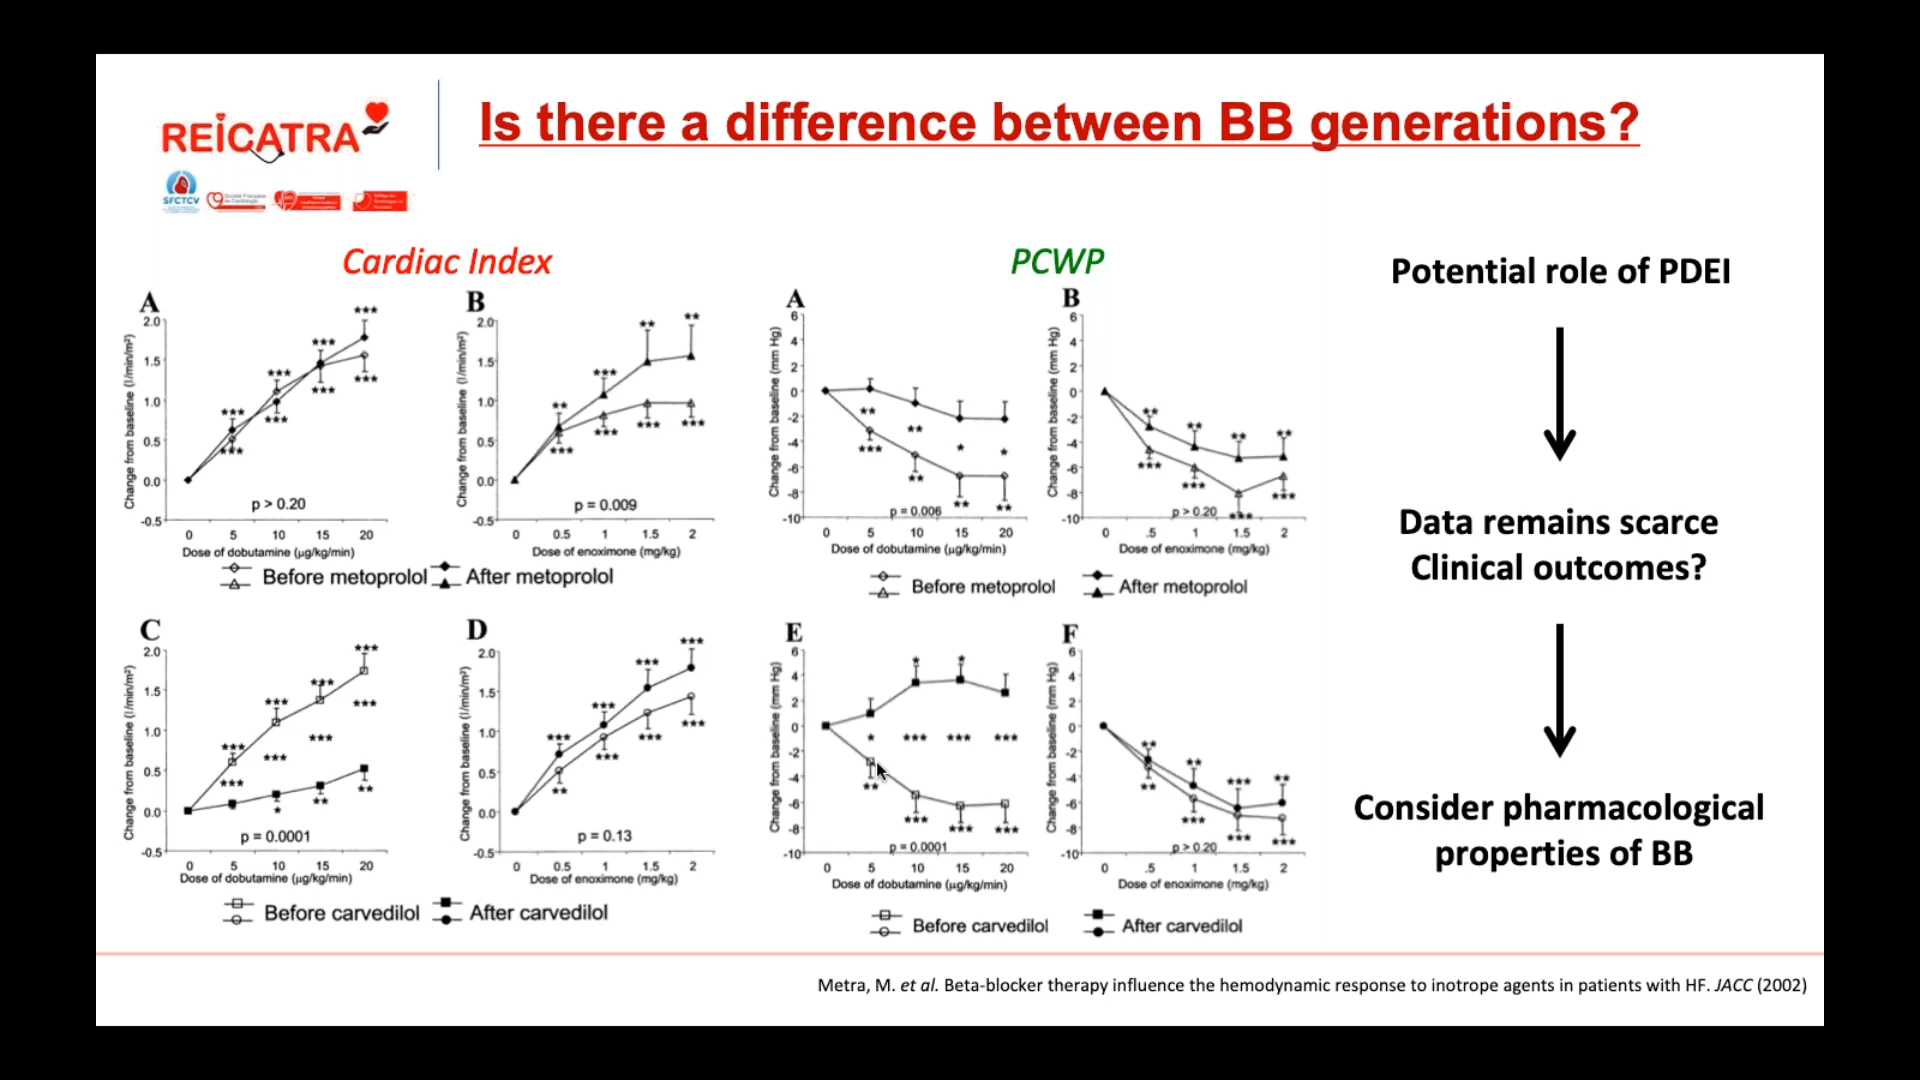 REICATRA
SFCTCV
Is there a difference between BB generations?
Cardiac Index
PCWP
A
Change from baseline (l/min/m²)
2.0
1.5
1.0
0.5
0.0
-0.5
***
***
***
***
***
***
***
***
p > 0.20
0 5 10 15 20
Dose of dobutamine (µg/kg/min)
B
Change from baseline (l/min/m²)
2.0
1.5
1.0
0.5
0.0
-0.5
**
***
**
**
***
***
***
***
p = 0.009
0 0.5 1 1.5 2
Dose of enoximone (mg/kg)
Before metoprolol
After metoprolol
A
Change from baseline (mm Hg)
6
4
2
0
-2
-4
-6
-8
-10
**
**
*
*
***
**
**
**
p = 0.006
0 5 10 15 20
Dose of dobutamine (µg/kg/min)
B
Change from baseline (mm Hg)
6
4
2
0
-2
-4
-6
-8
-10
**
**
**
**
***
***
***
***
p > 0.20
0 .5 1 1.5 2
Dose of enoximone (mg/kg)
Before metoprolol
After metoprolol
C
Change from baseline (l/min/m²)
2.0
1.5
1.0
0.5
0.0
-0.5
***
***
***
***
***
***
***
***
*
**
**
p = 0.0001
0 5 10 15 20
Dose of dobutamine (µg/kg/min)
D
Change from baseline (l/min/m²)
2.0
1.5
1.0
0.5
0.0
-0.5
***
***
***
***
**
***
***
***
p = 0.13
0 0.5 1 1.5 2
Dose of enoximone (mg/kg)
Before carvedilol
After carvedilol
E
Change from baseline (mm Hg)
6
4
2
0
-2
-4
-6
-8
-10
*
*
*
***
***
***
**
***
***
***
p = 0.0001
0 5 10 15 20
Dose of dobutamine (µg/kg/min)
F
Change from baseline (mm Hg)
6
4
2
0
-2
-4
-6
-8
-10
**
**
***
**
**
***
***
***
p > 0.20
0 .5 1 1.5 2
Dose of enoximone (mg/kg)
Before carvedilol
After carvedilol
Potential role of PDEI
Data remains scarce
Clinical outcomes?
Consider pharmacological
properties of BB
Metra, M. et al. Beta-blocker therapy influence the hemodynamic response to inotrope agents in patients with HF. JACC (2002)